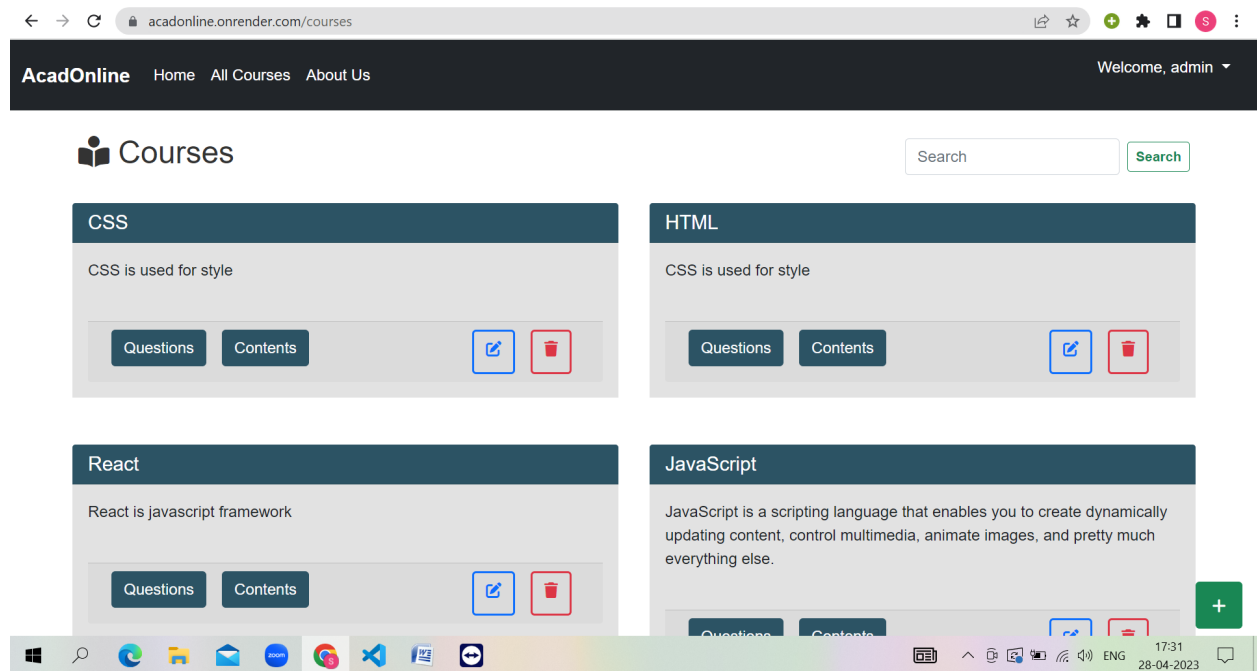 acadonline.onrender.com/courses
S
AcadOnline Home All Courses About Us
Welcome, admin
Courses
Search
Search
CSS
CSS is used for style
Questions Contents
HTML
CSS is used for style
Questions Contents
React
React is javascript framework
Questions Contents
JavaScript
JavaScript is a scripting language that enables you to create dynamically
updating content, control multimedia, animate images, and pretty much
everything else.
Questions Contents
+
zoom
S
W
ENG
17:31
28-04-2023